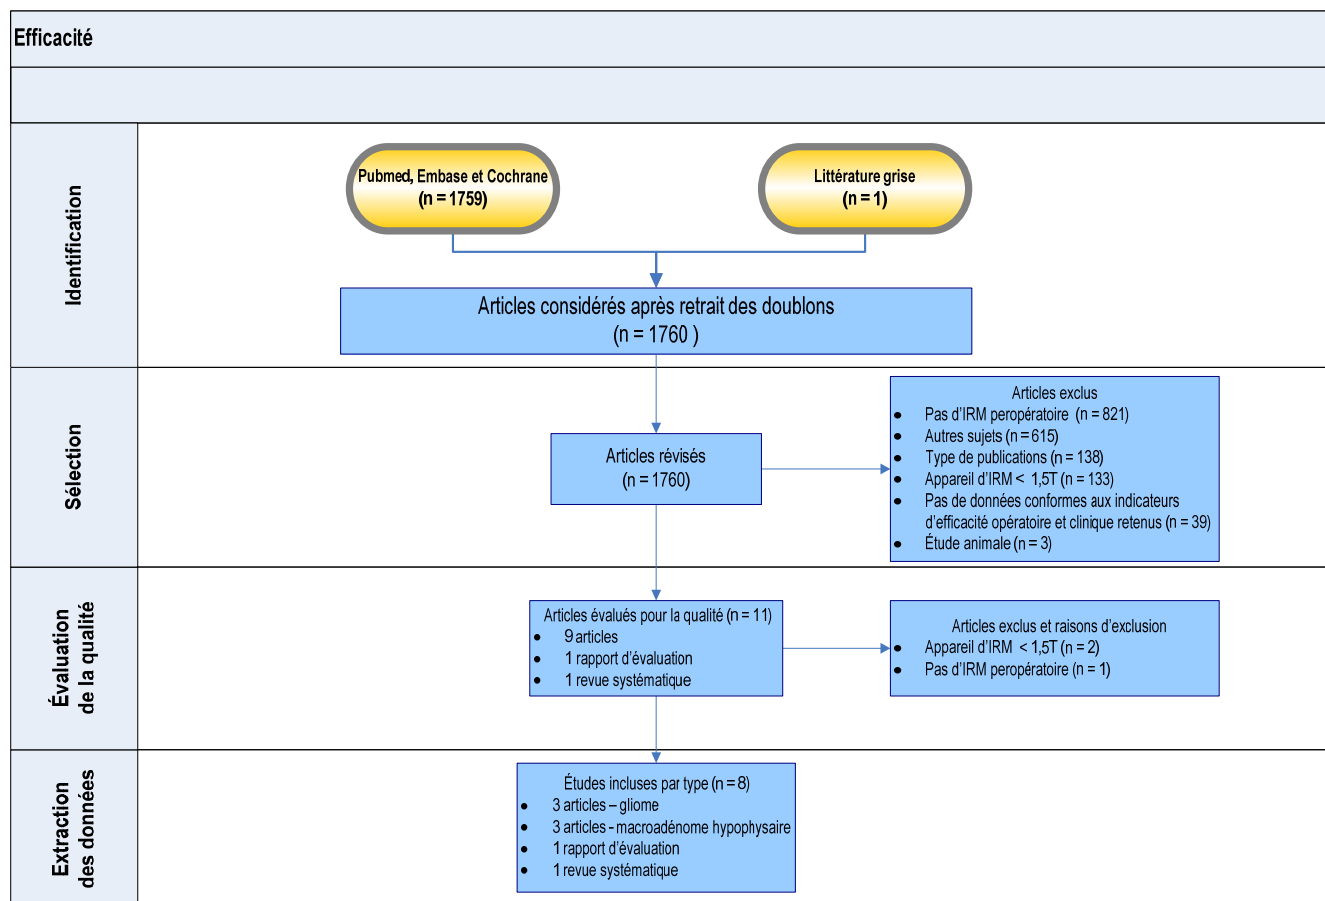 Efficacité
Identification
Pubmed, Embase et Cochrane
(n = 1759)
Littérature grise
(n = 1)
Articles considérés après retrait des doublons
(n = 1760 )
Sélection
Articles révisés
(n = 1760)
Articles exclus
● Pas d'IRM peropératoire (n = 821)
● Autres sujets (n = 615)
● Type de publications (n = 138)
● Appareil d'IRM < 1,5T (n = 133)
● Pas de données conformes aux indicateurs
d'efficacité opératoire et clinique retenus (n = 39)
● Étude animale (n = 3)
Évaluation
de la qualité
Articles évalués pour la qualité (n = 11)
● 9 articles
● 1 rapport d'évaluation
● 1 revue systématique
Articles exclus et raisons d'exclusion
● Appareil d'IRM < 1,5T (n = 2)
● Pas d'IRM peropératoire (n = 1)
Extraction
des données
Études incluses par type (n = 8)
● 3 articles – gliome
● 3 articles - macroadénome hypophysaire
● 1 rapport d'évaluation
● 1 revue systématique